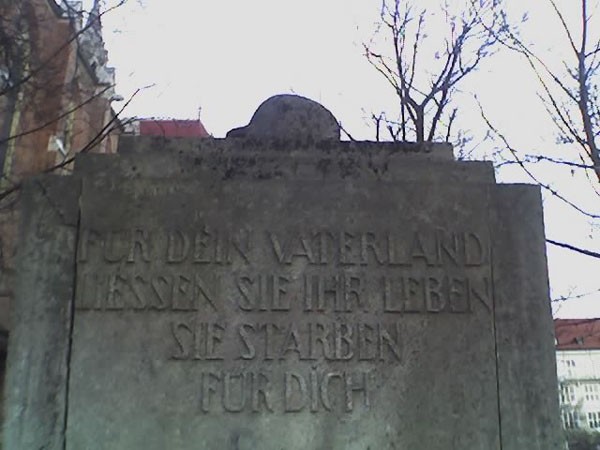 FÜR DEIN VATERLAND
LIESSEN SIE IHR LEBEN
SIE STARBEN
FÜR DICH